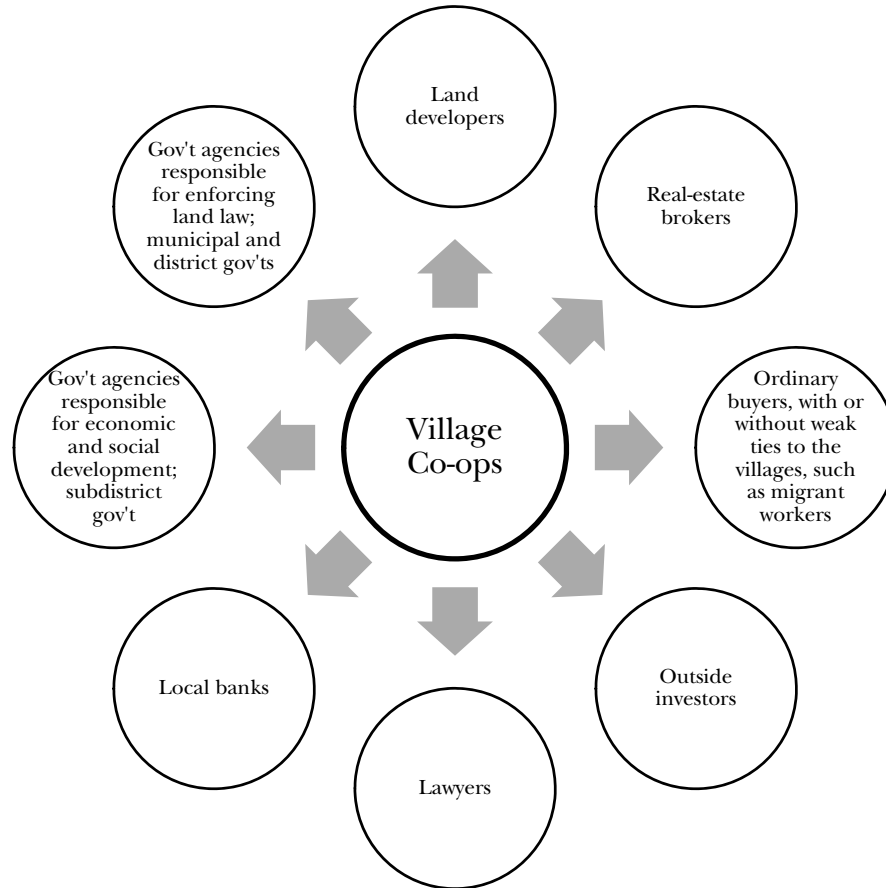 Land
developers
Real-estate
brokers
Ordinary
buyers, with or
without weak
ties to the
villages, such
as migrant
workers
Outside
investors
Lawyers
Local banks
Gov't agencies
responsible
for economic
and social
development;
subdistrict
gov't
Gov't agencies
responsible
for enforcing
land law;
municipal and
district gov'ts
Village
Co-ops